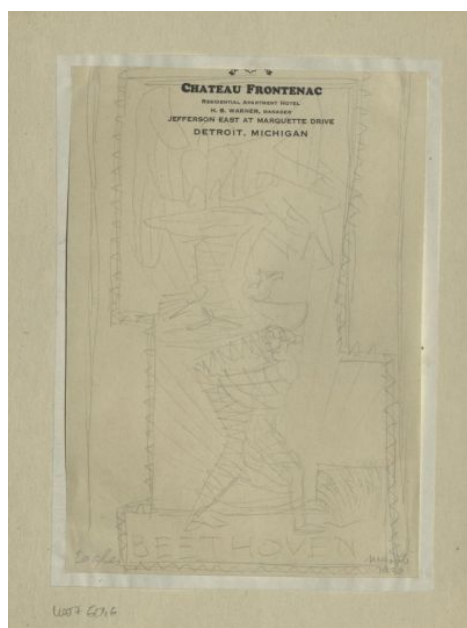 CHATEAU FRONTENAC
RESIDENTIAL APARTMENT HOTEL
H. B. WARNER, MANAGER
JEFFERSON EAST AT MARQUETTE DRIVE
DETROIT, MICHIGAN
BEETHOVEN